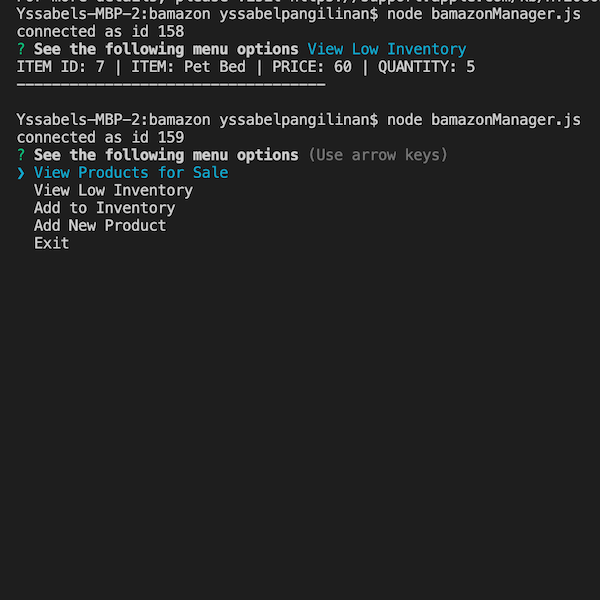 Yssabels-MBP-2:bamazon yssabelpangilinan$ node bamazonManager.js
connected as id 158
? See the following menu options View Low Inventory
ITEM ID: 7 | ITEM: Pet Bed | PRICE: 60 | QUANTITY: 5
-----------------------------------
Yssabels-MBP-2:bamazon yssabelpangilinan$ node bamazonManager.js
connected as id 159
? See the following menu options (Use arrow keys)
❯ View Products for Sale
View Low Inventory
Add to Inventory
Add New Product
Exit